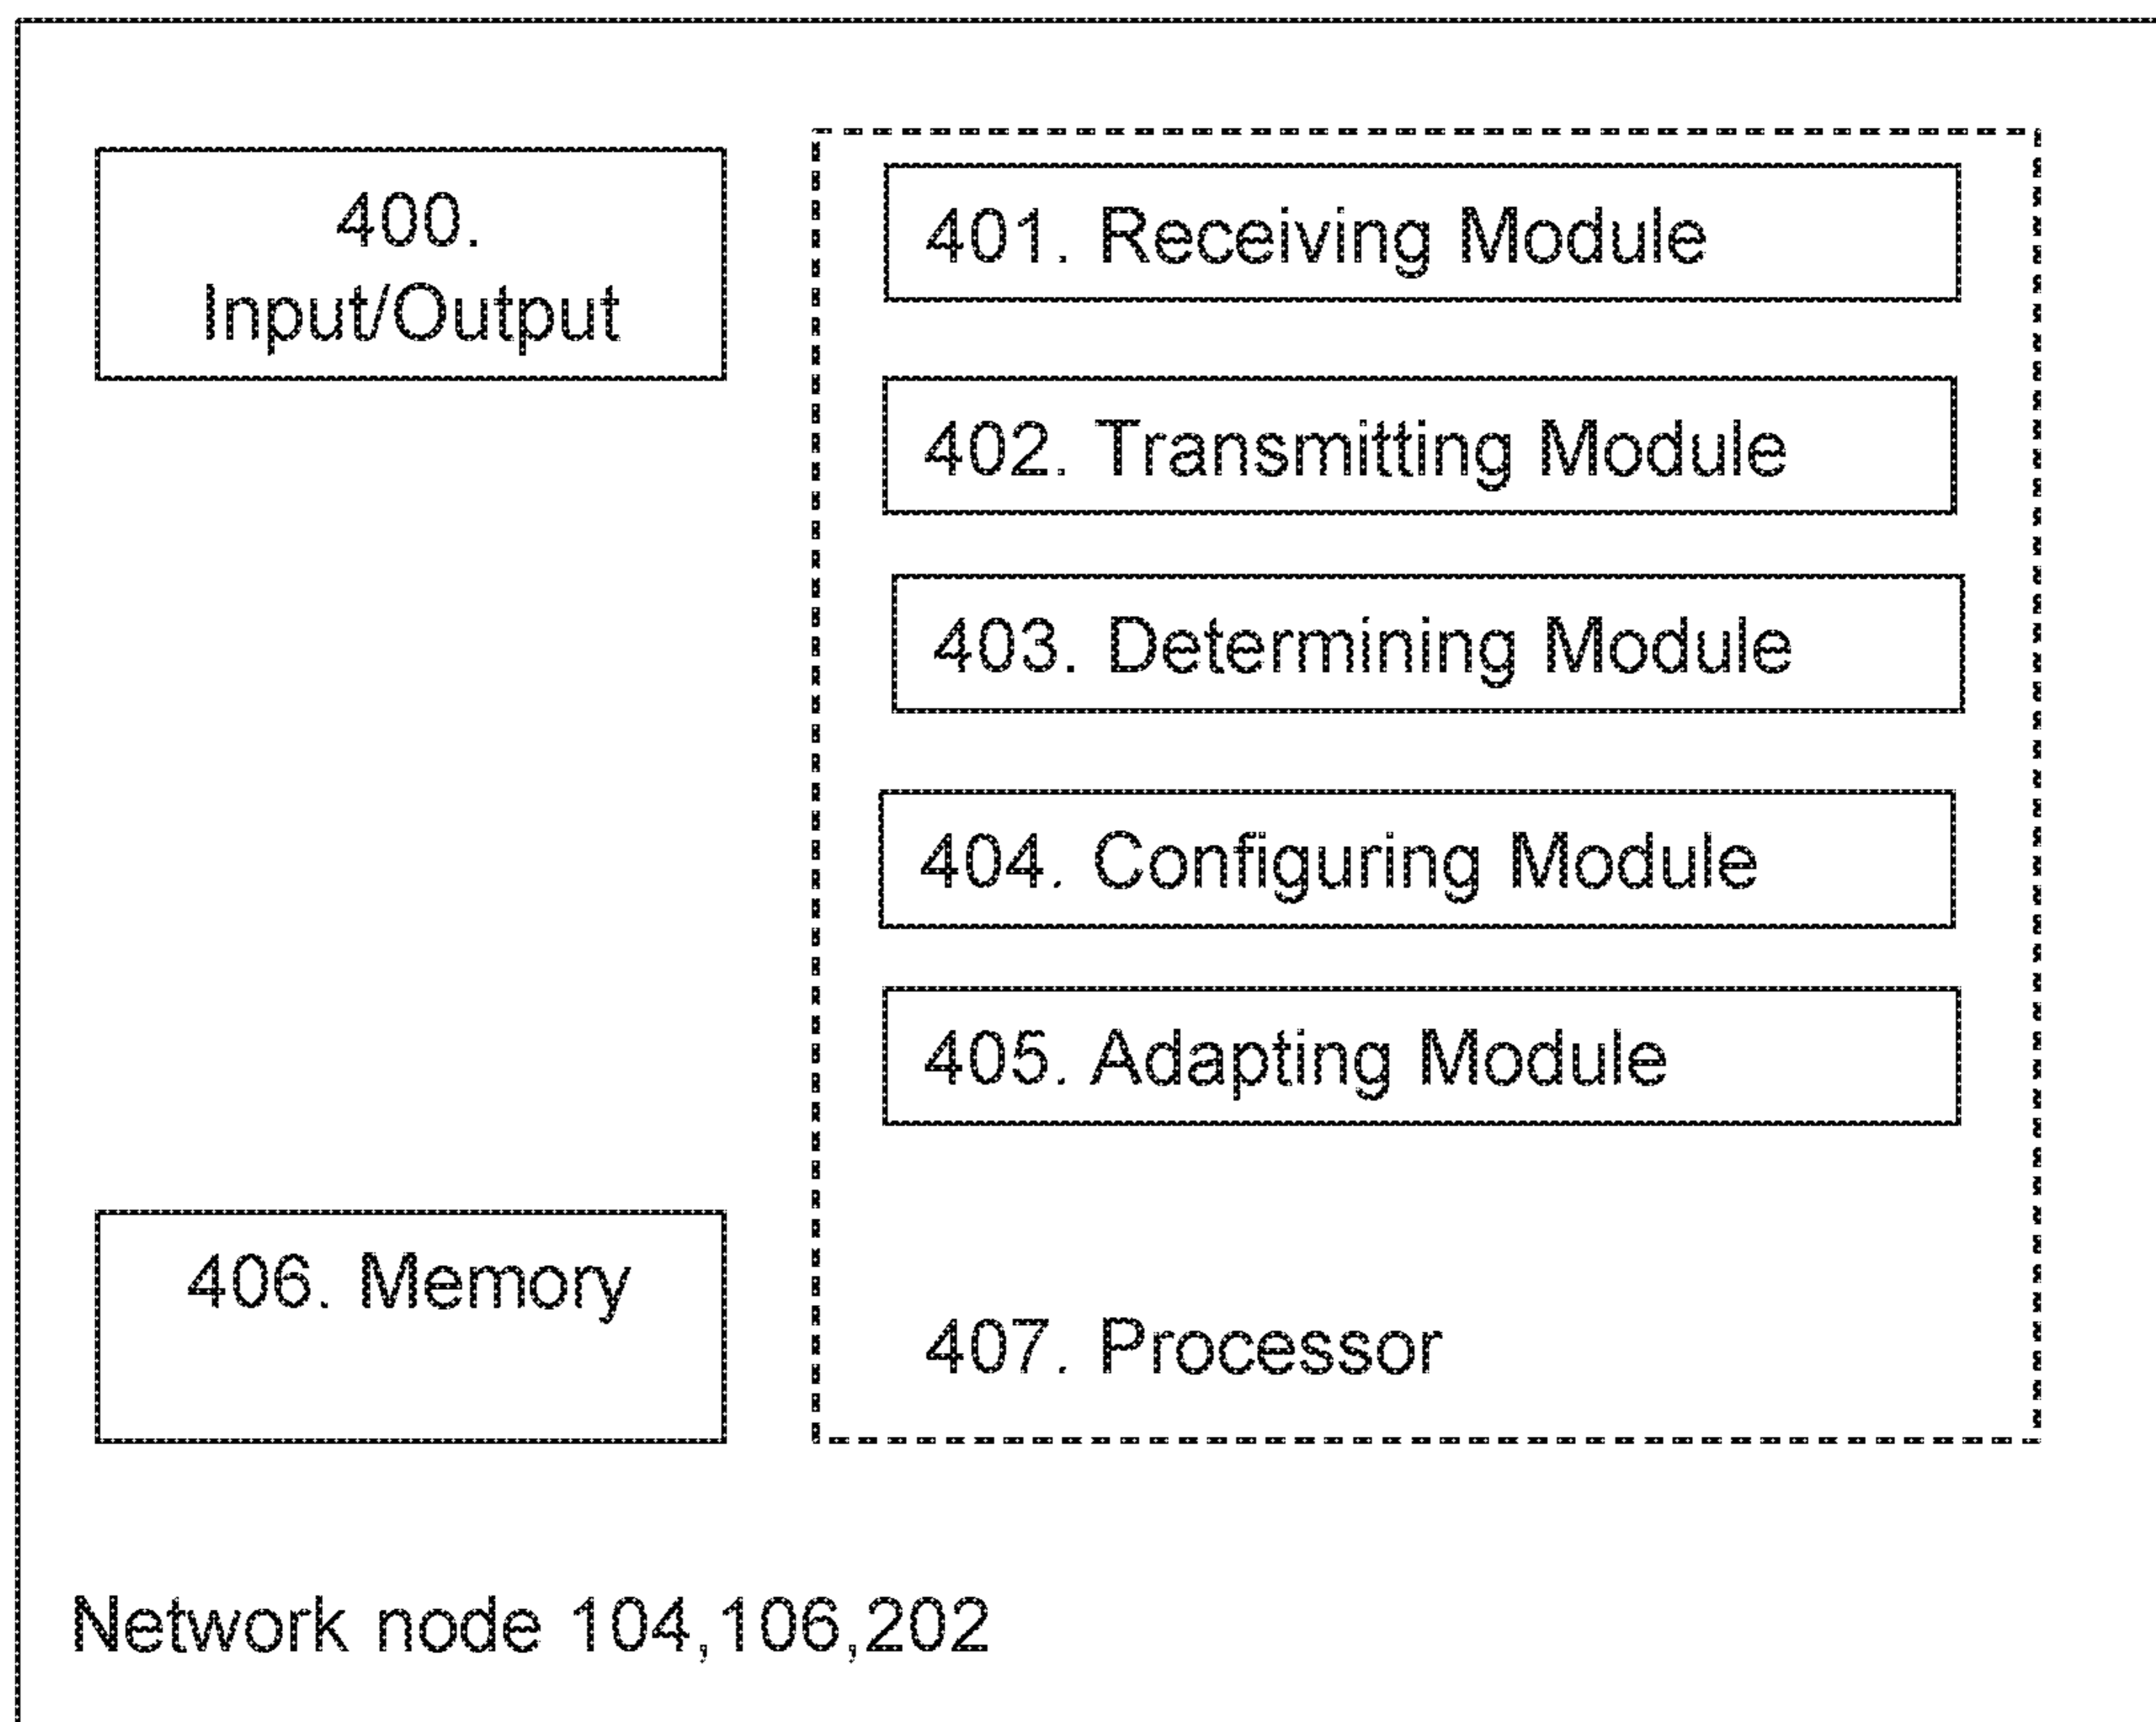 400.
Input/Output
401. Receiving Module
402. Transmitting Module
403. Determining Module
404. Configuring Module
405. Adapting Module
406. Memory
407. Processor
Network node 104,106,202